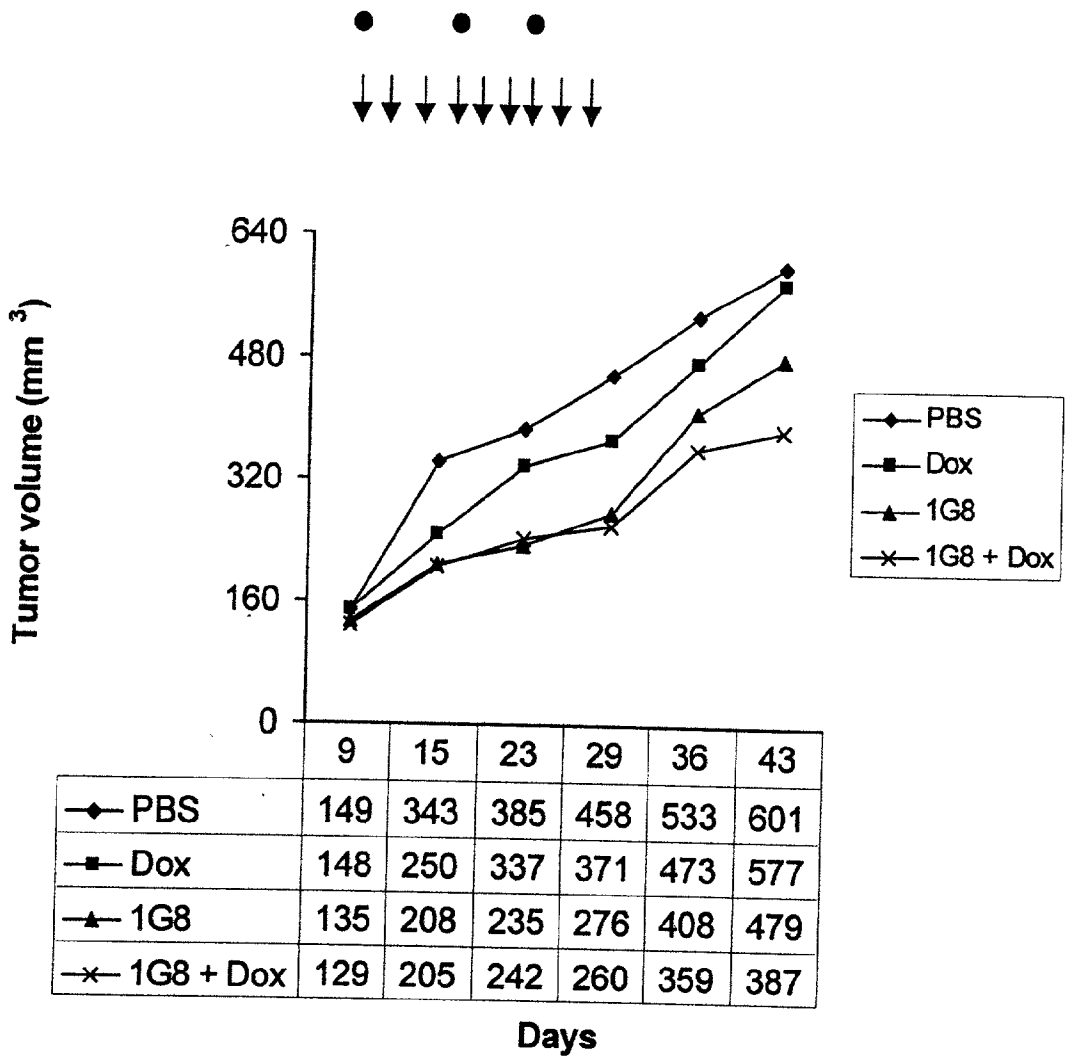 640
480
320
160
0
Tumor volume (mm 3)
PBS
Dox
1G8
1G8 + Dox
9 15 23 29 36 43
PBS 149 343 385 458 533 601
Dox 148 250 337 371 473 577
1G8 135 208 235 276 408 479
1G8 + Dox 129 205 242 260 359 387
Days